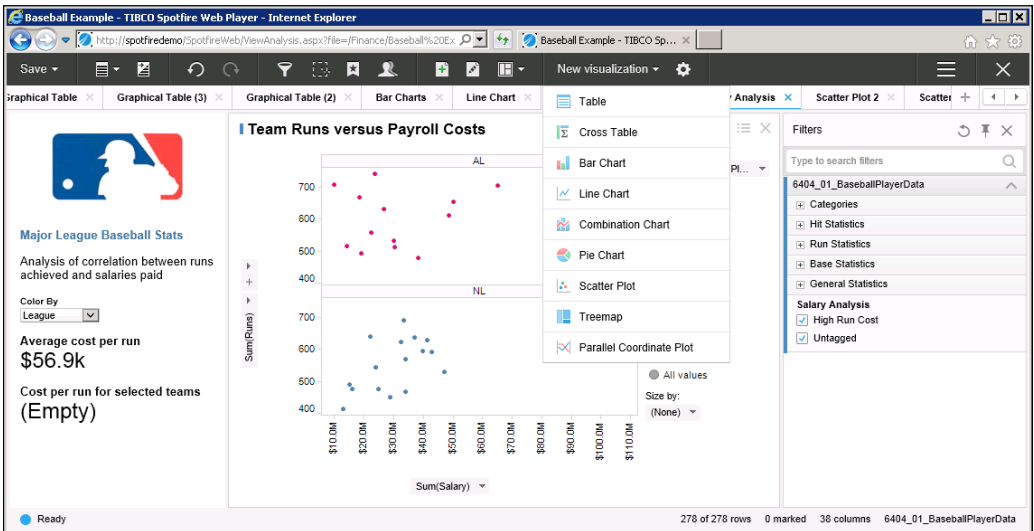 Baseball Example - TIBCO Spotfire Web Player - Internet Explorer
http://spotfiredemo/SpotfireWeb/ViewAnalysis.aspx?file=/Finance/Baseball%20Ex
Baseball Example - TIBCO Sp...
Save
New visualization
Graphical Table
Graphical Table (3)
Graphical Table (2)
Bar Charts
Line Chart
Analysis
Scatter Plot 2
Scatter
Major League Baseball Stats
Analysis of correlation between runs
achieved and salaries paid
Color By
League
Average cost per run
$56.9k
Cost per run for selected teams
(Empty)
Team Runs versus Payroll Costs
AL
700
600
500
400
NL
700
600
500
400
Sum(Runs)
$10.0M
$20.0M
$30.0M
$40.0M
$50.0M
$60.0M
$70.0M
$80.0M
$90.0M
$100.0M
$110.0M
Sum(Salary)
Table
Cross Table
Bar Chart
Line Chart
Combination Chart
Pie Chart
Scatter Plot
Treemap
Parallel Coordinate Plot
Pl...
All values
Size by:
(None)
Filters
Type to search filters
6404_01_BaseballPlayerData
Categories
Hit Statistics
Run Statistics
Base Statistics
General Statistics
Salary Analysis
High Run Cost
Untagged
Ready
278 of 278 rows 0 marked 38 columns 6404_01_BaseballPlayerData